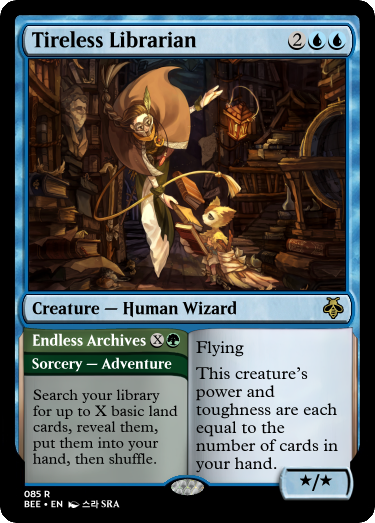 Tireless Librarian 2
Creature — Human Wizard
Endless Archives X
Sorcery — Adventure
Search your library
for up to X basic land
cards, reveal them,
put them into your
hand, then shuffle.
Flying
This creature's
power and
toughness are each
equal to the
number of cards in
your hand.
★/★
085 R
BEE • EN 스라 SRA